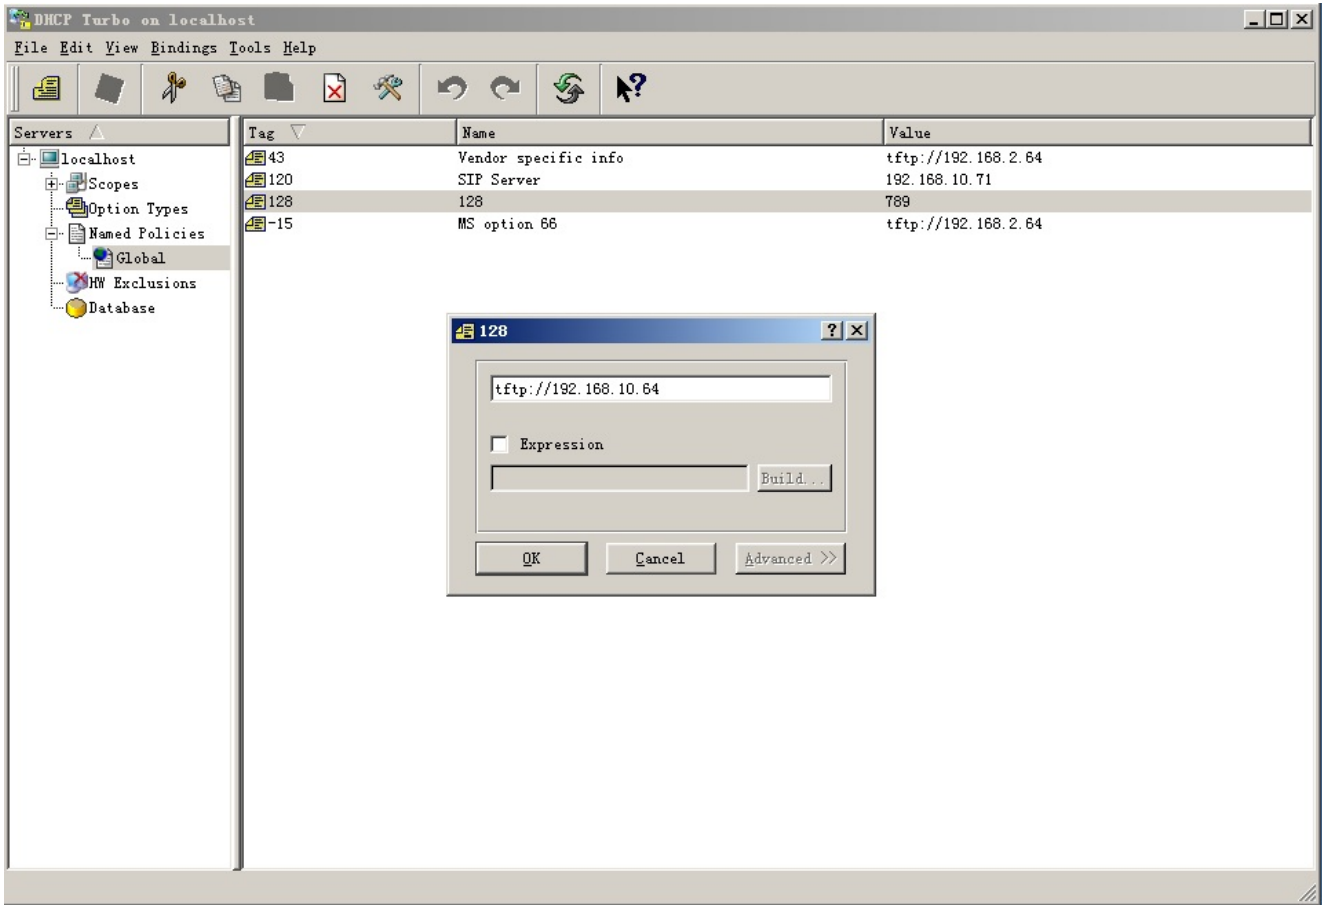 DHCP Turbo on localhost
File Edit View Bindings Tools Help
Servers
Tag Name Value
localhost
Scopes
Option Types
Named Policies
Global
HW Exclusions
Database
43 Vendor specific info tftp://192.168.2.64
120 SIP Server 192.168.10.71
128 128 789
-15 MS option 66 tftp://192.168.2.64
128
tftp://192.168.10.64
Expression
Build...
OK Cancel Advanced >>